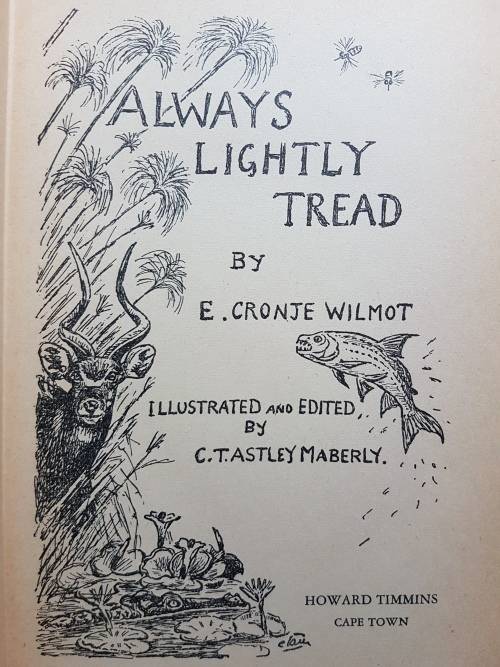 ALWAYS
LIGHTLY
TREAD
BY
E. CRONJE WILMOT
ILLUSTRATED AND EDITED
BY
C.T. ASTLEY MABERLY.
HOWARD TIMMINS
CAPE TOWN